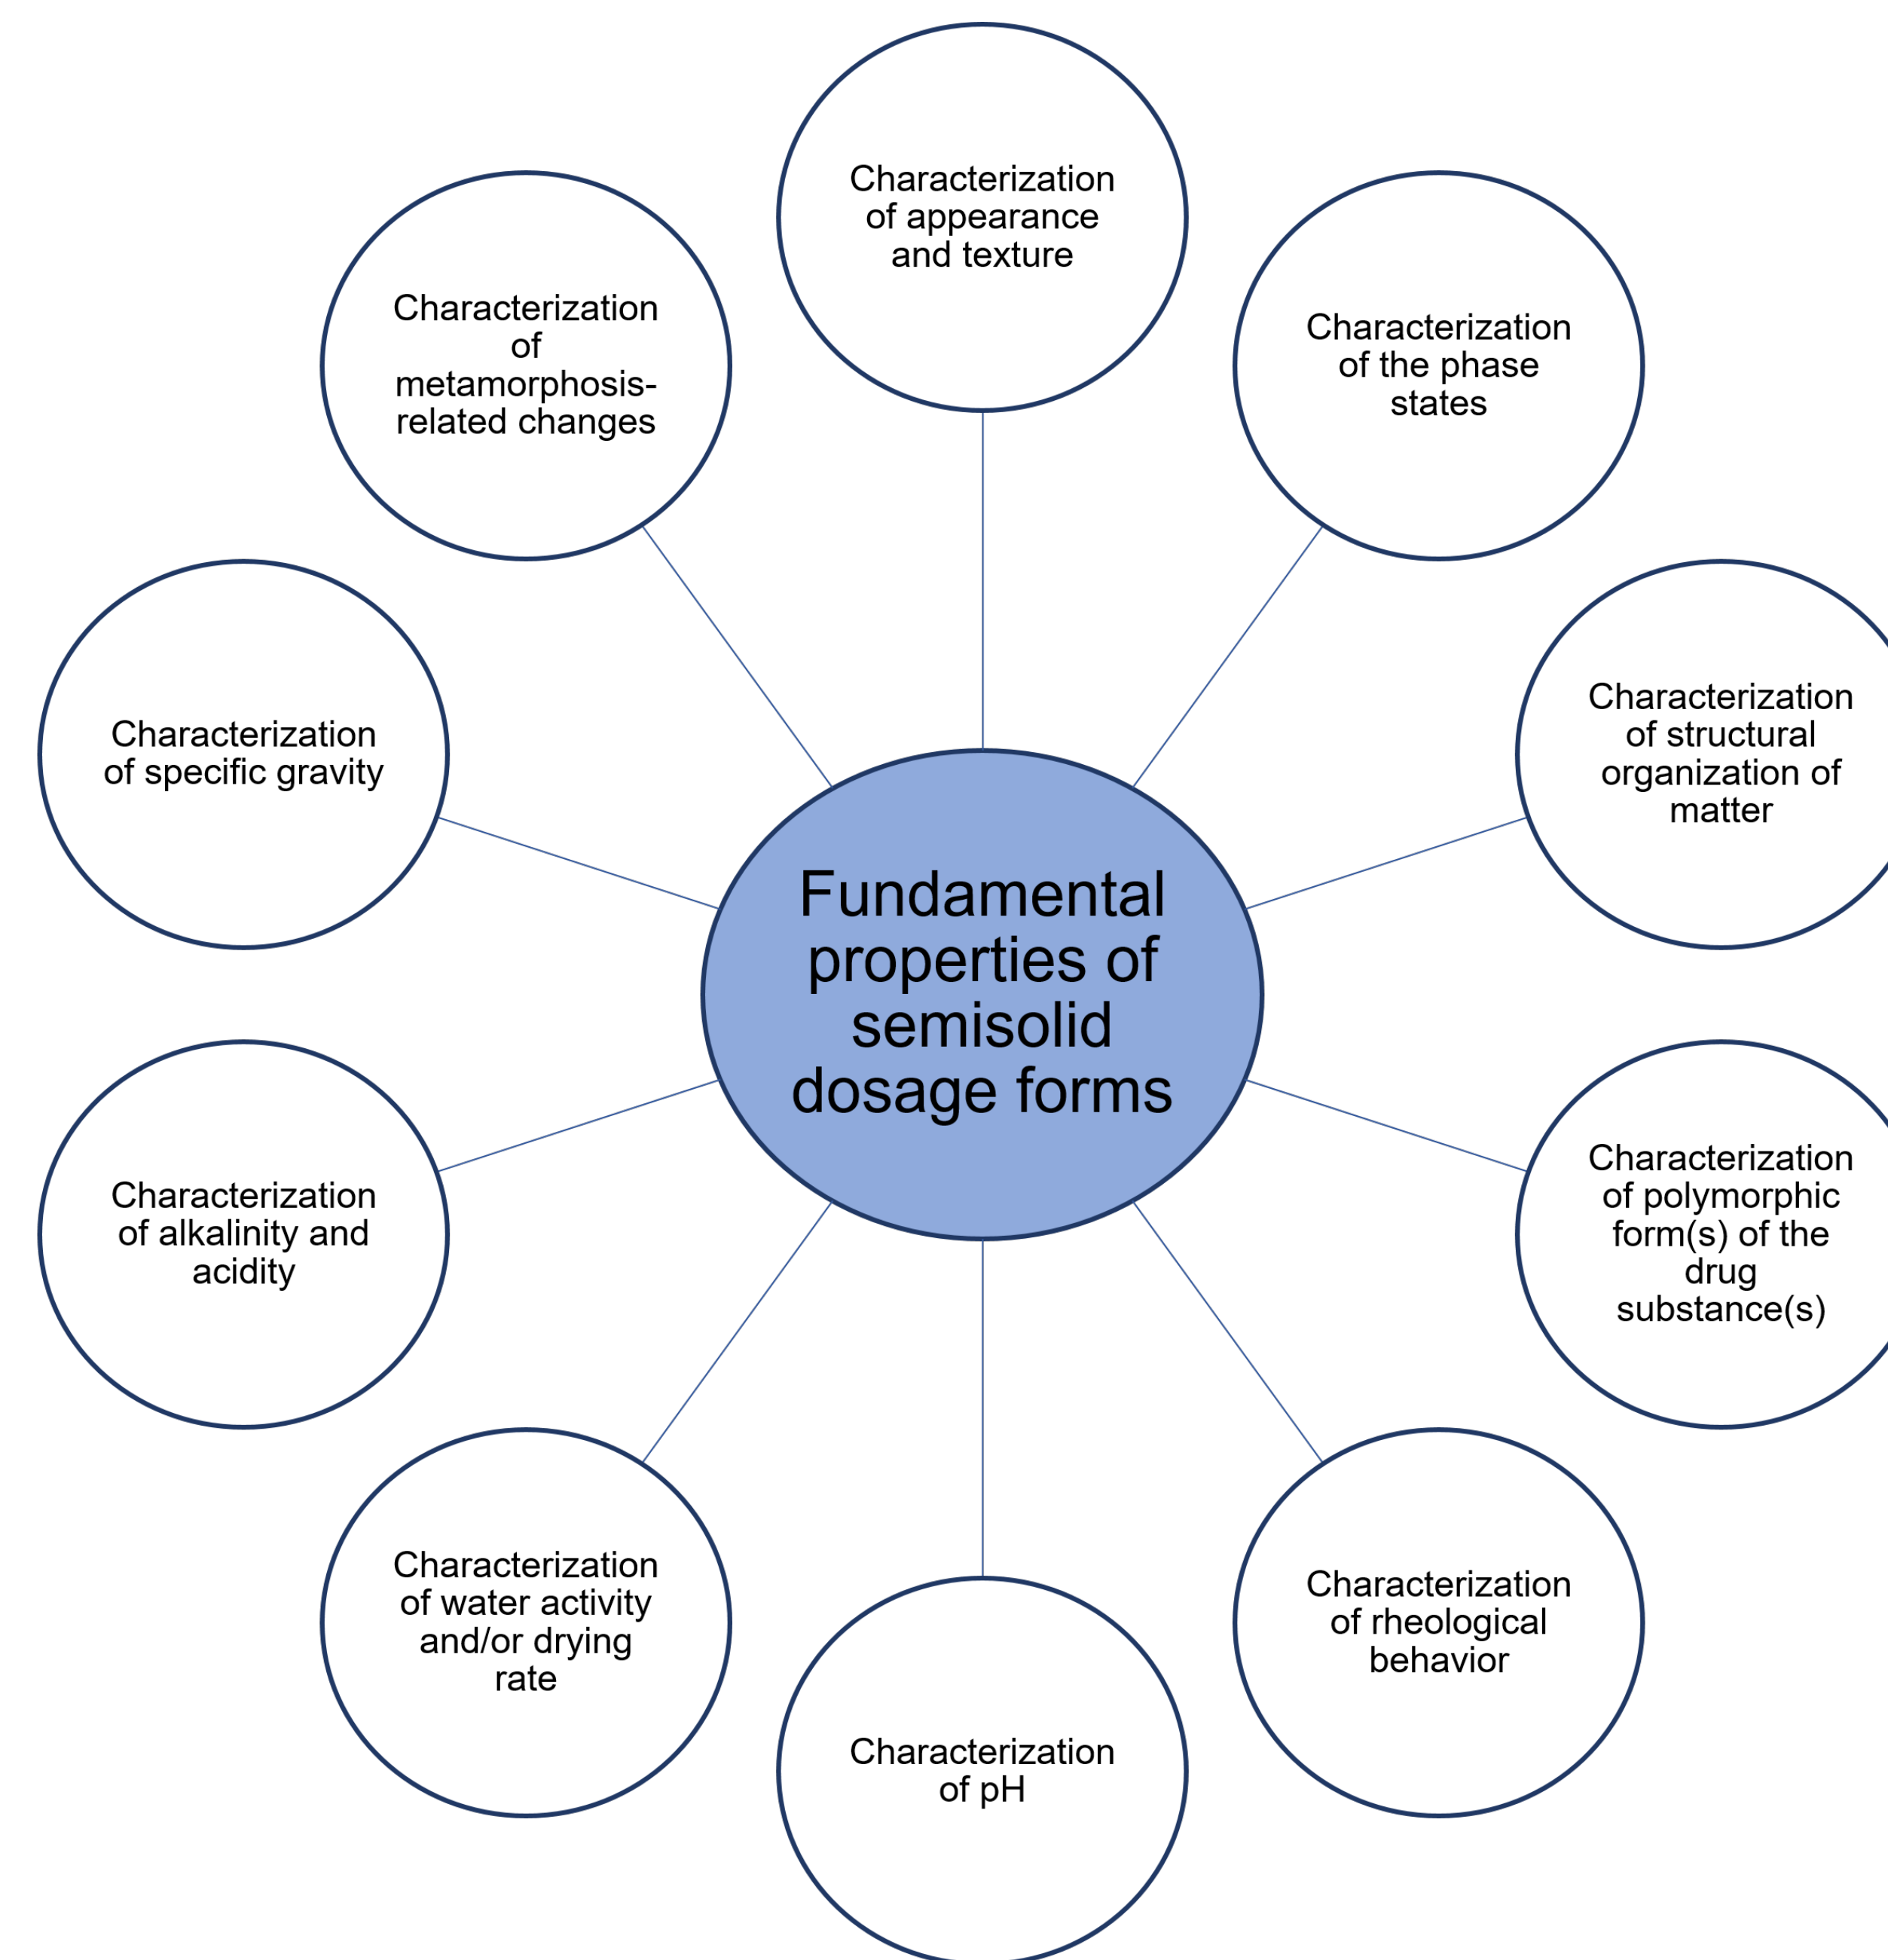 Characterization
of appearance
and texture
Characterization
of the phase
states
Characterization
of structural
organization of
matter
Characterization
of polymorphic
form(s) of the
drug
substance(s)
Characterization
of rheological
behavior
Characterization
of pH
Characterization
of water activity
and/or drying
rate
Characterization
of alkalinity and
acidity
Characterization
of specific gravity
Characterization
of
metamorphosis-
related changes
Fundamental
properties of
semisolid
dosage forms